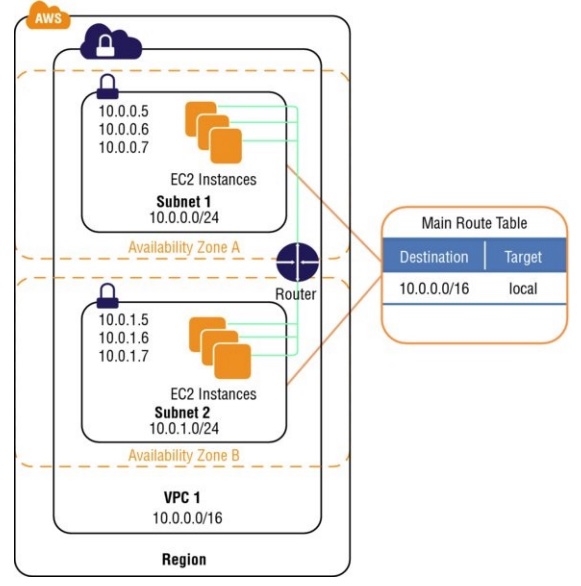 AWS
10.0.0.5
10.0.0.6
10.0.0.7
EC2 Instances
Subnet 1
10.0.0.0/24
Availability Zone A
Router
10.0.1.5
10.0.1.6
10.0.1.7
EC2 Instances
Subnet 2
10.0.1.0/24
Availability Zone B
VPC 1
10.0.0.0/16
Region
Main Route Table
Destination Target
10.0.0.0/16 local